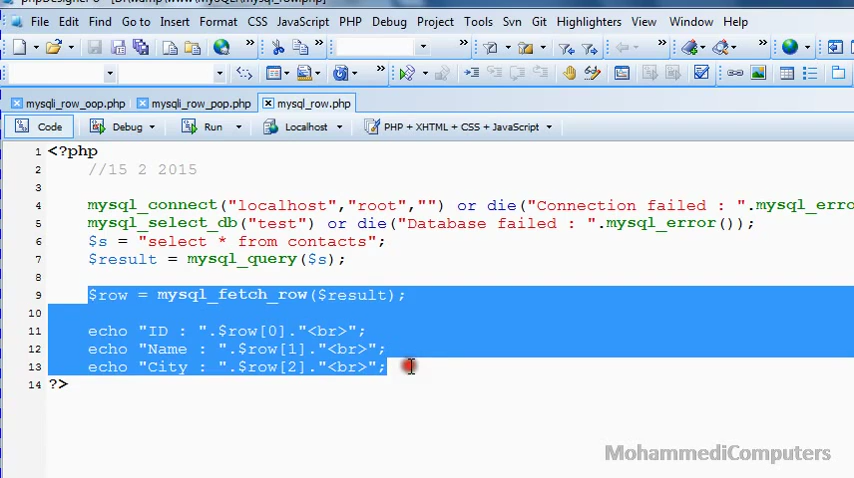 File Edit Find Go to Insert Format CSS JavaScript PHP Debug Project Tools Svn Git Highlighters View Window Help
mysqli_row_oop.php mysqli_row_pop.php mysql_row.php
Code Debug Run Localhost PHP + XHTML + CSS + JavaScript
1 <?php
2 //15 2 2015
3
4 mysql_connect("localhost","root","") or die("Connection failed : ".mysql_erro
5 mysql_select_db("test") or die("Database failed : ".mysql_error());
6 $s = "select * from contacts";
7 $result = mysql_query($s);
8
9 $row = mysql_fetch_row($result);
10
11 echo "ID : ".$row[0]."<br>";
12 echo "Name : ".$row[1]."<br>";
13 echo "City : ".$row[2]."<br>";
14 ?>
MohammediComputers